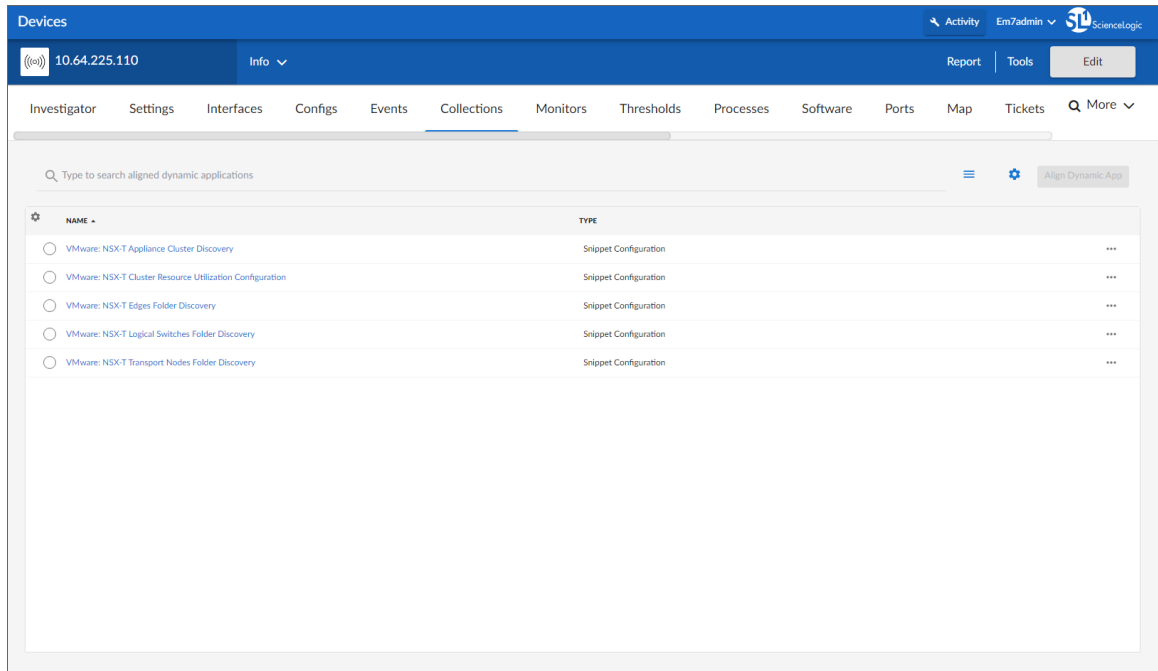 Devices
Activity Em7admin SL1 ScienceLogic
10.64.225.110 Info Report Tools Edit
Investigator Settings Interfaces Configs Events Collections Monitors Thresholds Processes Software Ports Map Tickets More
Type to search aligned dynamic applications Align Dynamic App
NAME TYPE
VMware: NSX-T Appliance Cluster Discovery Snippet Configuration
VMware: NSX-T Cluster Resource Utilization Configuration Snippet Configuration
VMware: NSX-T Edges Folder Discovery Snippet Configuration
VMware: NSX-T Logical Switches Folder Discovery Snippet Configuration
VMware: NSX-T Transport Nodes Folder Discovery Snippet Configuration